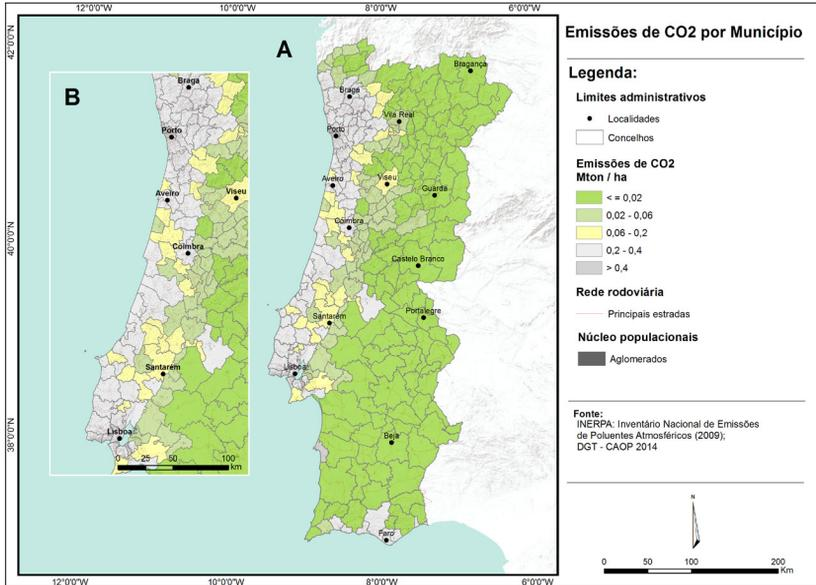 12°0'0"W
10°0'0"W
8°0'0"W
6°0'0"W
42°0'0"N
40°0'0"N
38°0'0"N
A
Bragança
Braga
Vila Real
Porto
Viseu
Aveiro
Guarda
Coimbra
Castelo Branco
Santarém
Portalegre
Lisboa
Beja
Faro
B
Braga
Porto
Viseu
Aveiro
Coimbra
Santarém
Lisboa
0 25 50 100
km
12°0'0"W
10°0'0"W
8°0'0"W
6°0'0"W
Emissões de CO2 por Município
Legenda:
Limites administrativos
Localidades
Concelhos
Emissões de CO2
Mton / ha
< = 0,02
0,02 - 0,06
0,06 - 0,2
0,2 - 0,4
> 0,4
Rede rodoviária
Principais estradas
Núcleo populacionais
Aglomerados
Fonte:
INERPA: Inventário Nacional de Emissões
de Poluentes Atmosféricos (2009);
DGT - CAOP 2014
N
0 50 100 200
Km